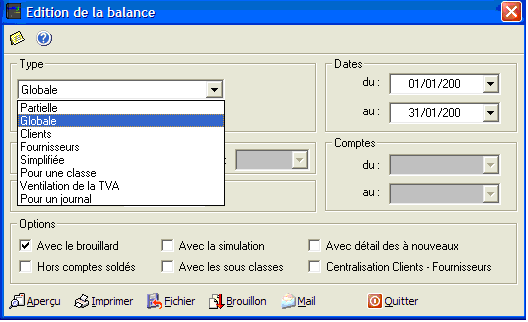 Edition de la balance
Type
Globale
Partielle
Globale
Clients
Fournisseurs
Simplifiée
Pour une classe
Ventilation de la TVA
Pour un journal
:
Dates
du : 01/01/200
au : 31/01/200
Comptes
du :
au :
Options
Avec le brouillard Avec la simulation Avec détail des à nouveaux
Hors comptes soldés Avec les sous classes Centralisation Clients - Fournisseurs
Aperçu Imprimer Fichier Brouillon Mail Quitter